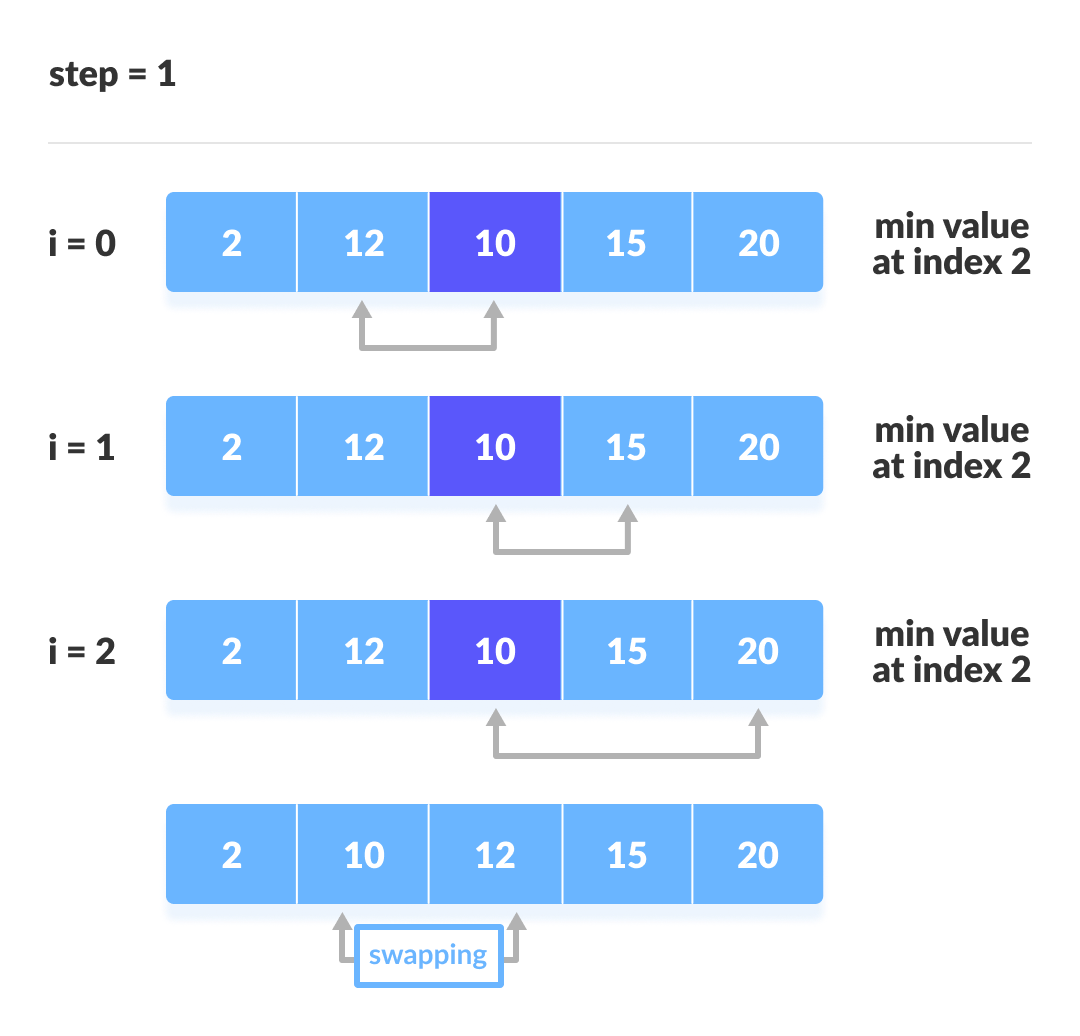 step = 1
i = 0 2 12 10 15 20 min value
at index 2
i = 1 2 12 10 15 20 min value
at index 2
i = 2 2 12 10 15 20 min value
at index 2
2 10 12 15 20
swapping